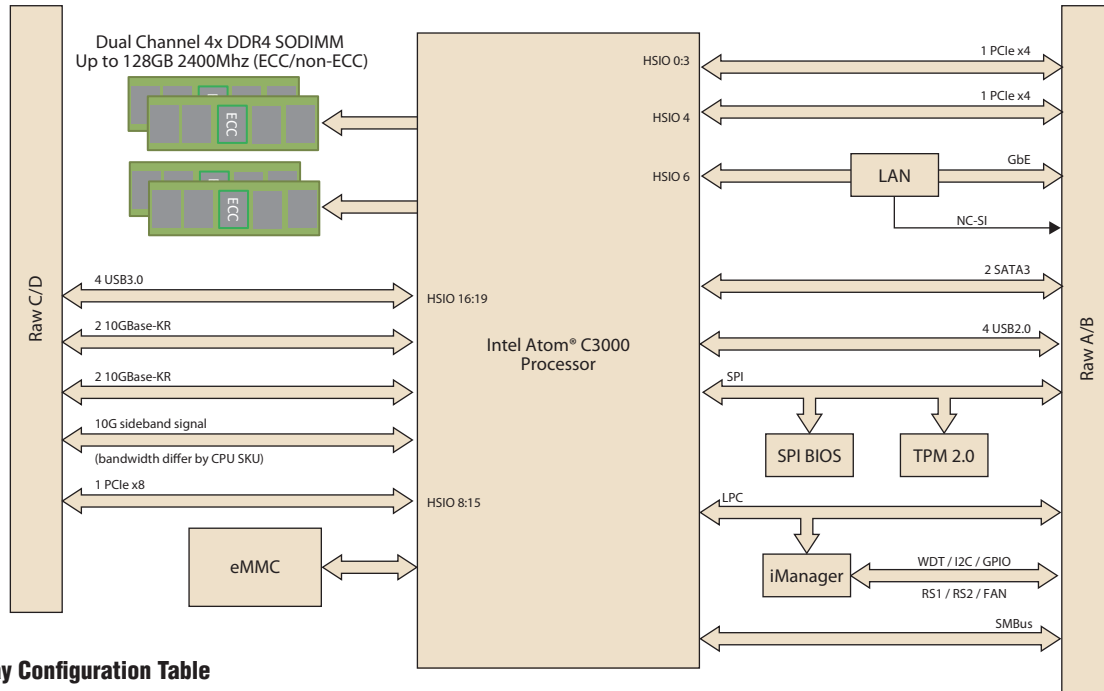 Dual Channel 4x DDR4 SODIMM
Up to 128GB 2400Mhz (ECC/non-ECC)
ECC
ECC
Raw C/D
4 USB3.0
2 10GBase-KR
2 10GBase-KR
10G sideband signal
(bandwidth differ by CPU SKU)
1 PCIe x8
eMMC
HSIO 16:19
HSIO 8:15
Intel Atom® C3000
Processor
HSIO 0:3
HSIO 4
HSIO 6
1 PCIe x4
1 PCIe x4
LAN
GbE
NC-SI
2 SATA3
4 USB2.0
SPI
SPI BIOS
TPM 2.0
LPC
iManager
WDT / I2C / GPIO
RS1 / RS2 / FAN
SMBus
Raw A/B
Configuration Table